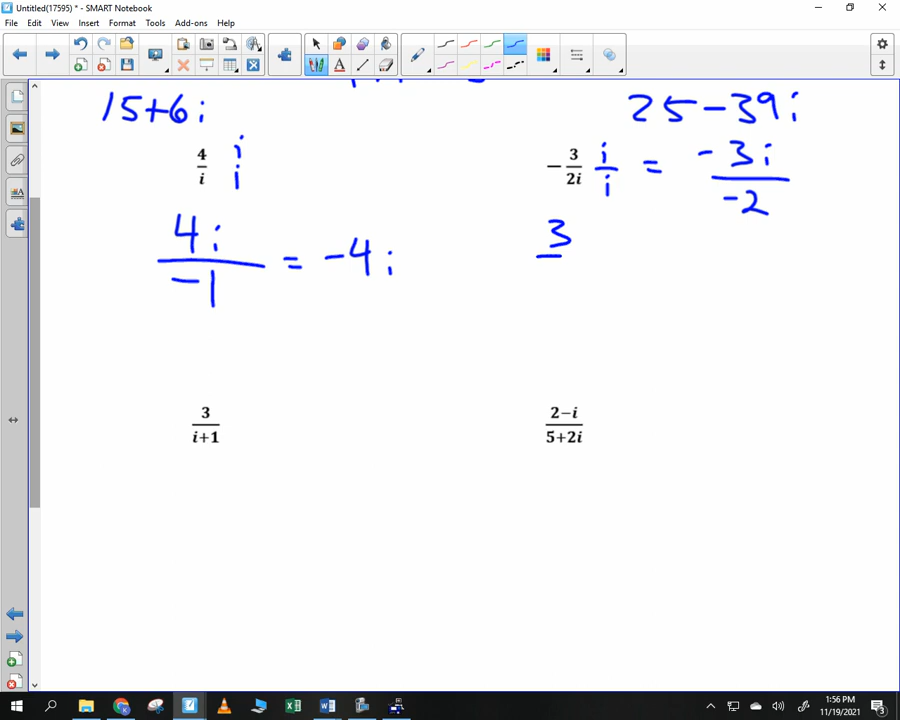 Untitled(17595) * - SMART Notebook
File Edit View Insert Format Tools Add-ons Help
15+6i
25-39i
4/i i/i
-3/2i i/i = -3i/-2
4i/-1 = -4i
3
3/i+1
2-i/5+2i
1:56 PM
11/19/2021
3